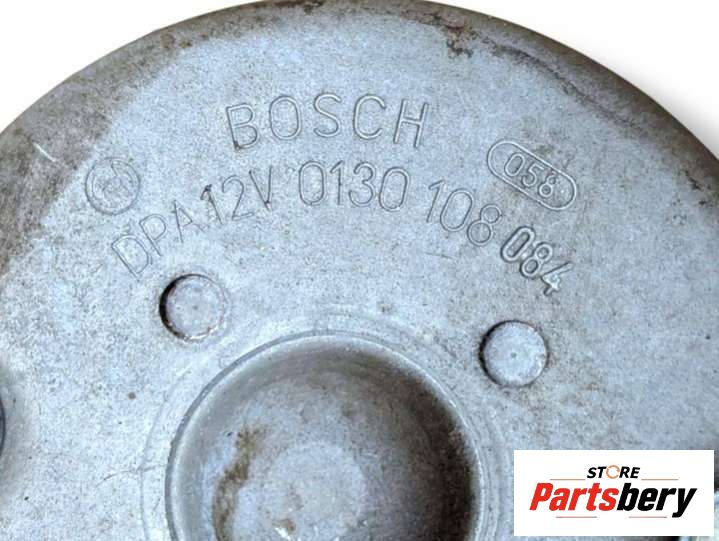 BOSCH
058
DPA 12V 0130 108 084
STORE
Partsbery